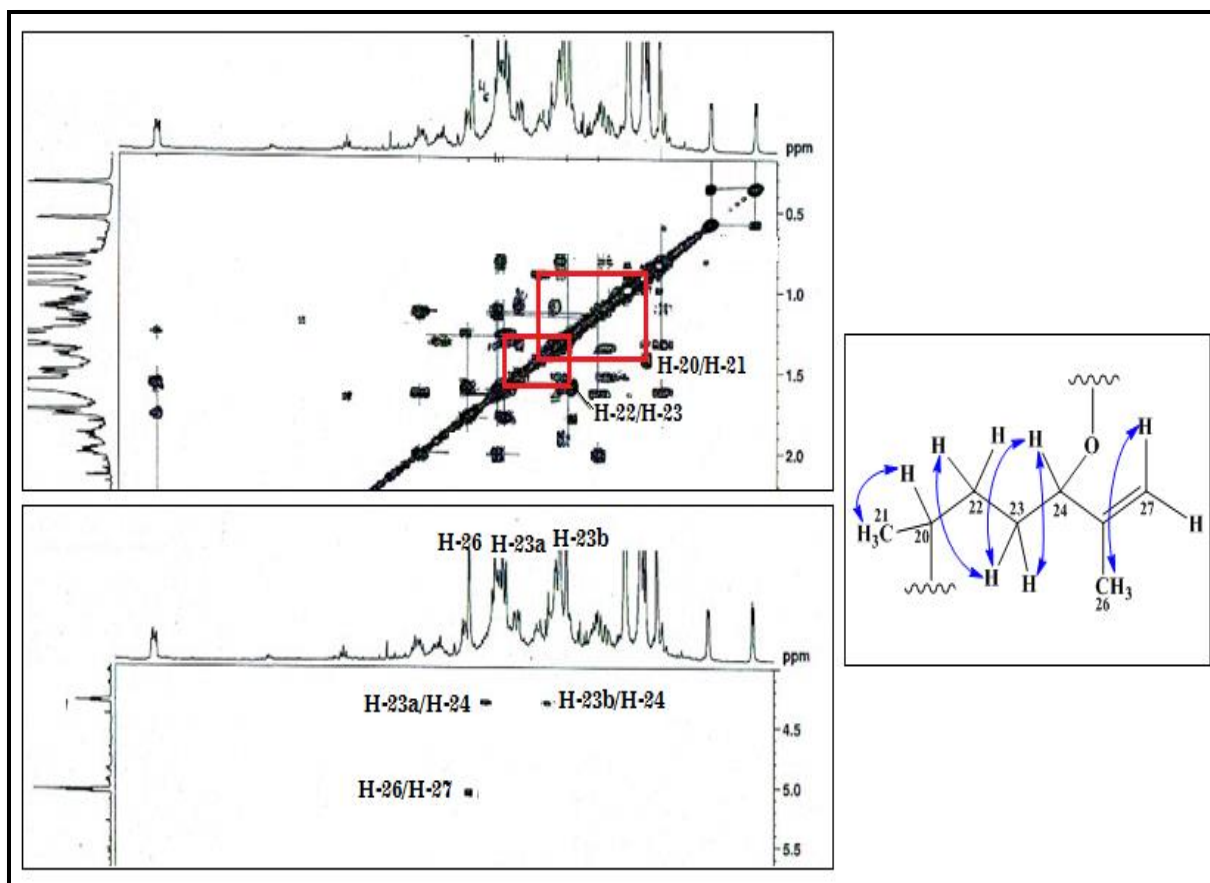 ppm
0.5
1.0
1.5
2.0
H-20/H-21
H-22/H-23
H-26
H-23a
H-23b
ppm
H-23a/H-24
H-23b/H-24
4.5
H-26/H-27
5.0
5.5
H
H
H
O
H
H
21
H₃C
20
22
23
24
27
H
H
H
CH₃
26